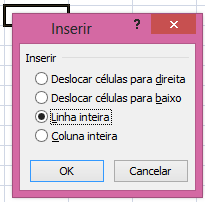 Inserir
?
Inserir
Deslocar células para direita
Deslocar células para baixo
Linha inteira
Coluna inteira
OK Cancelar